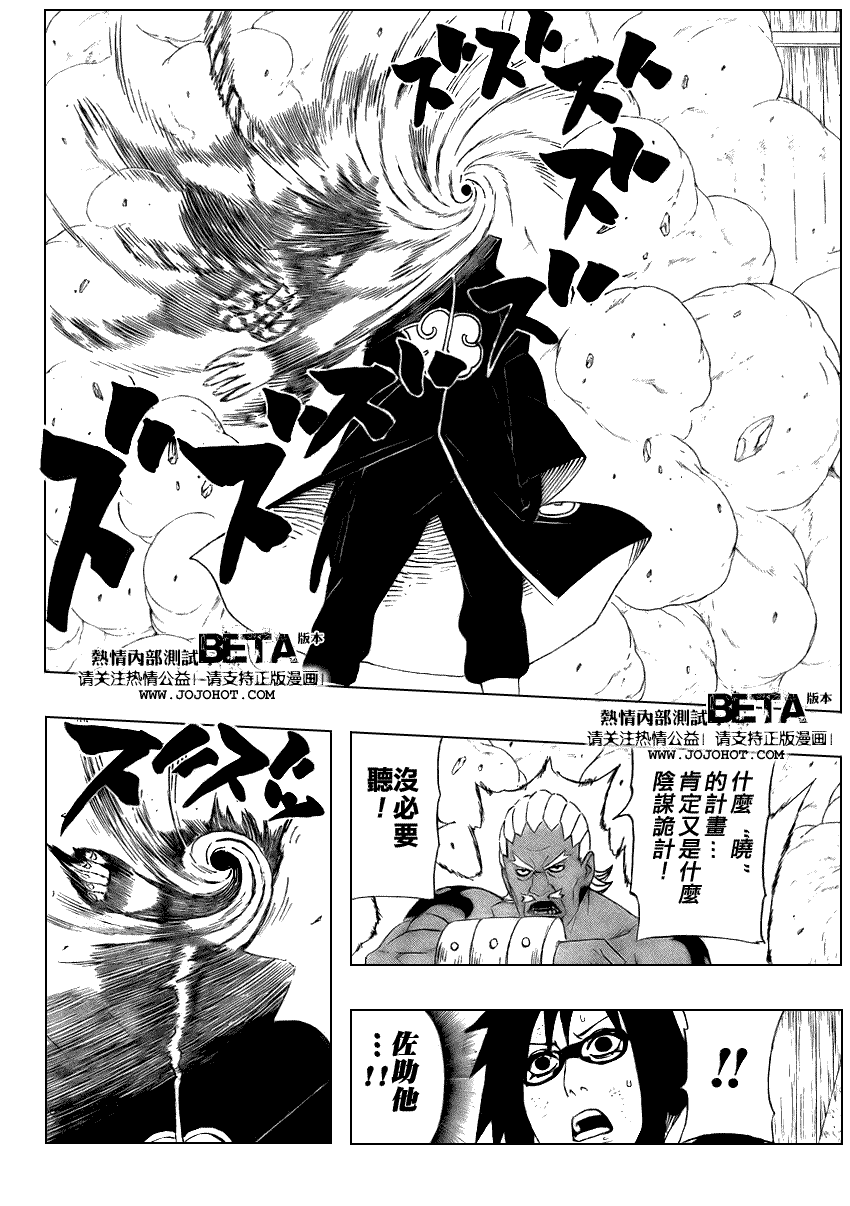 ズズズズズズ
ズズズズズ
熱情內部測試BETA版本
请关注热情公益| 请支持正版漫画|
WWW.JOJOHOT.COM
熱情內部測試BETA版本
请关注热情公益| 请支持正版漫画|
WWW.JOJOHOT.COM
什麼“曉”
的計畫…
肯定又是什麼
陰謀詭計！
沒必要
聽！
!!
佐助他
…!!